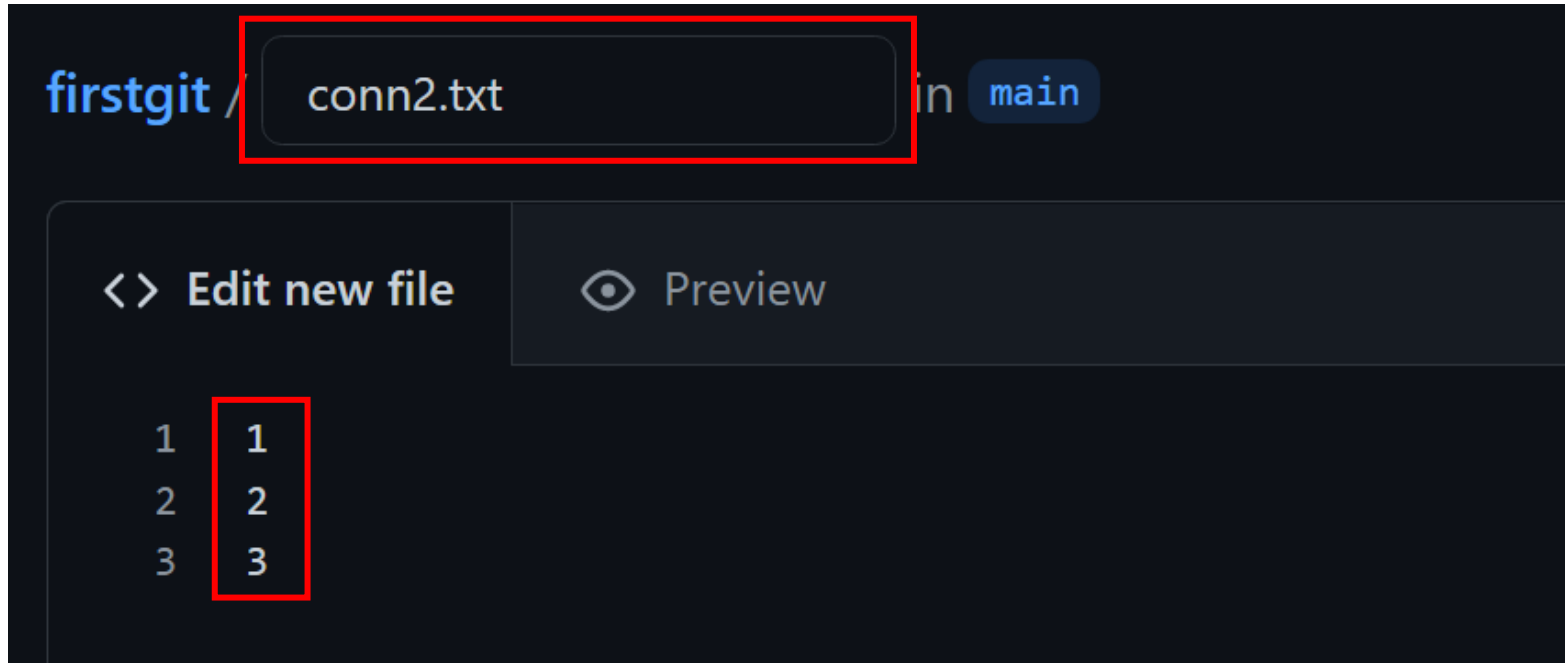 firstgit / conn2.txt in main
<> Edit new file Preview
1 1
2 2
3 3